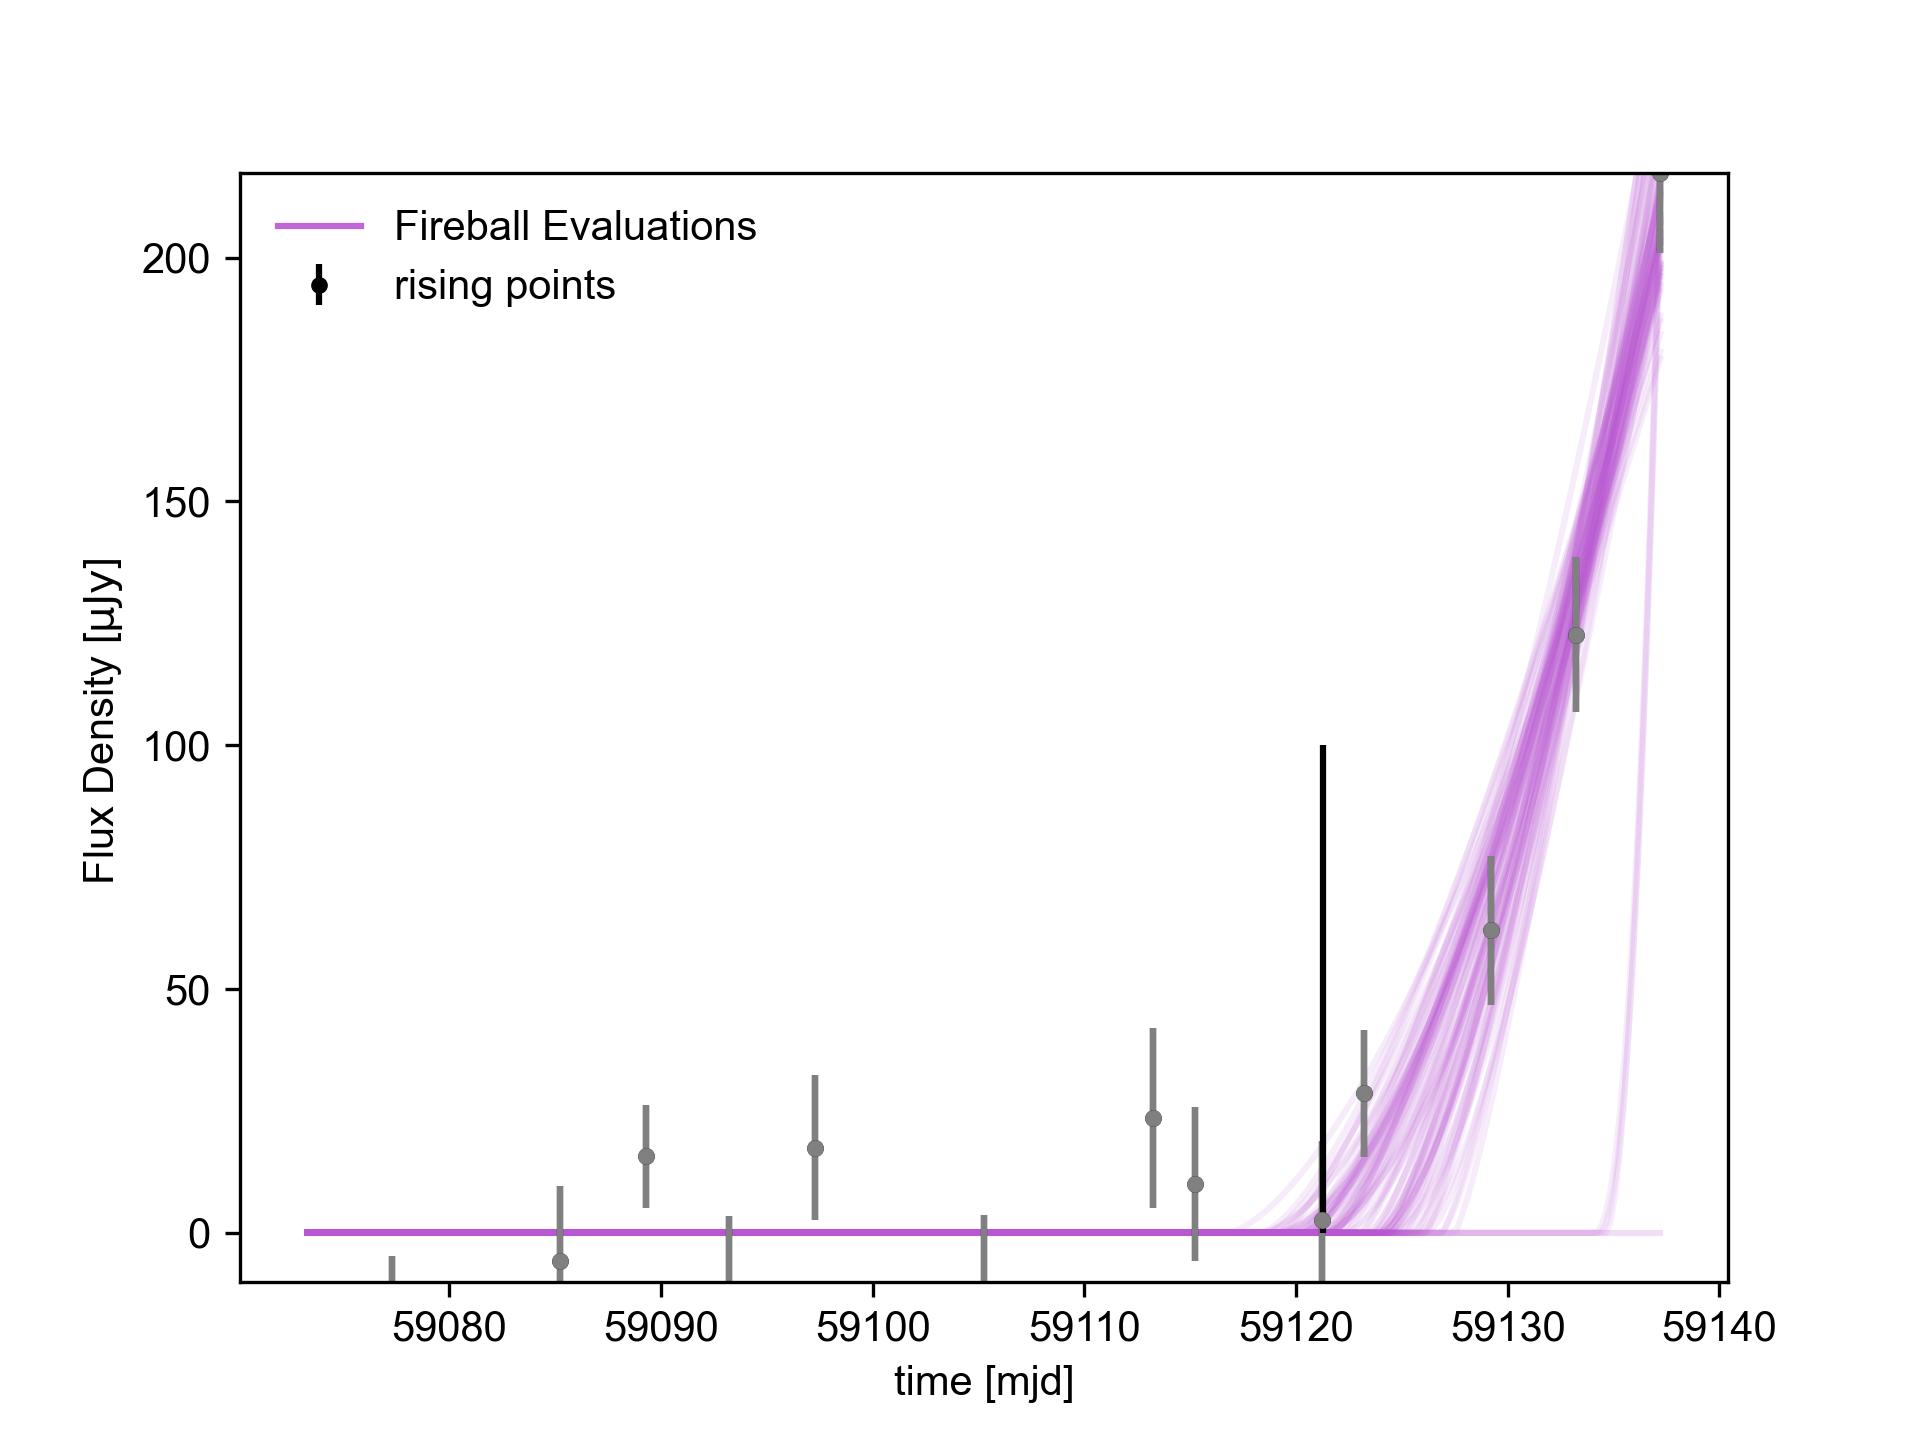 Fireball Evaluations
rising points
200
150
100
50
0
Flux Density [µJy]
59080 59090 59100 59110 59120 59130 59140
time [mjd]